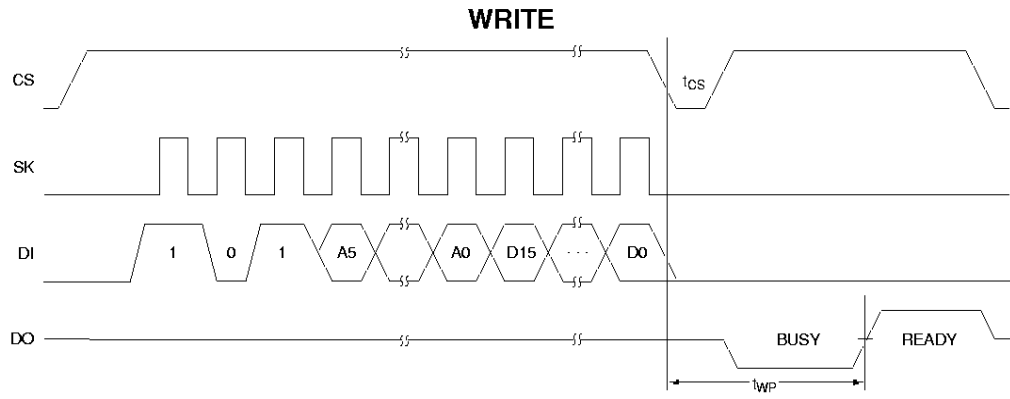 WRITE
CS
tCS
SK
DI 1 0 1 A5 A0 D15 ... D0
DO BUSY READY
tWP